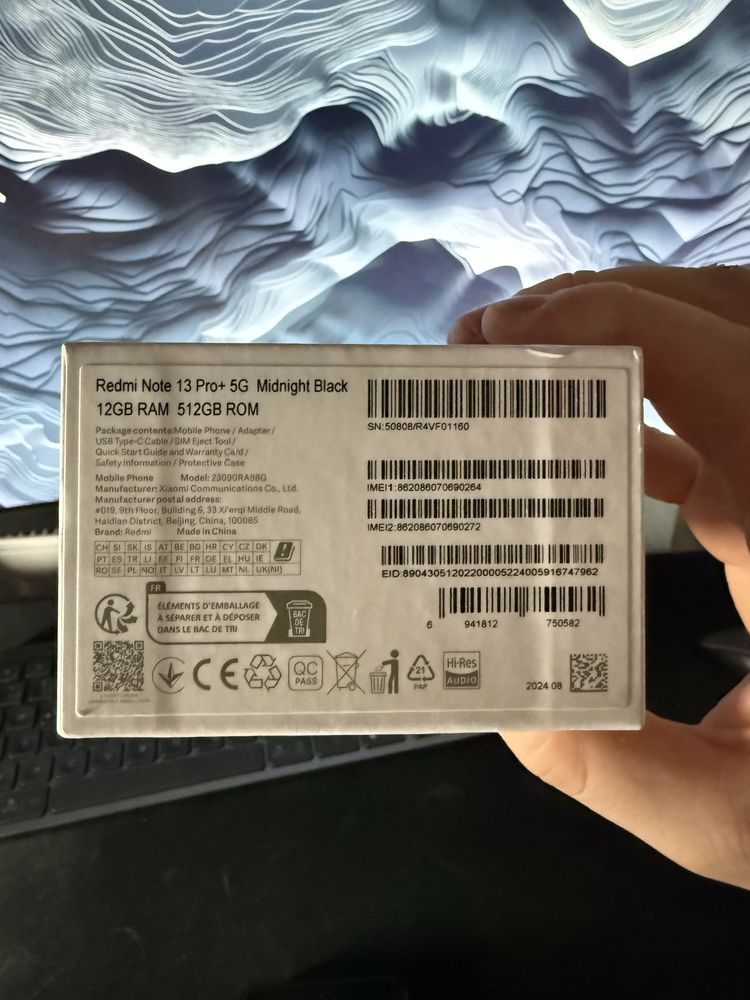 Redmi Note 13 Pro+ 5G Midnight Black
12GB RAM 512GB ROM
Package contents:Mobile Phone / Adapter /
USB Type-C Cable / SIM Eject Tool /
Quick Start Guide and Warranty Card /
Safety Information / Protective Case
Mobile Phone Model: 23090RA98G
Manufacturer: Xiaomi Communications Co., Ltd.
Manufacturer postal address:
#019, 9th Floor, Building 6, 33 Xi'erqi Middle Road,
Haidian District, Beijing, China, 100085
Brand: Redmi Made in China
CH SI SK IS AT BE BG HR CY CZ DK
PT ES TR LI EE FI FR DE EL HU IE
RO SE PL NO IT LV LT LU MT NL UK(NI)
FR
ÉLÉMENTS D'EMBALLAGE
À SÉPARER ET À DÉPOSER
DANS LE BAC DE TRI
BAC
DE
TRI
CE
QC
PASS
21
PAP
Hi-Res
AUDIO
SN:50808/R4VF01160
IMEI1:862086070690264
IMEI2:862086070690272
EID:89043051202200005224005916747962
6 941812 750582
2024.08